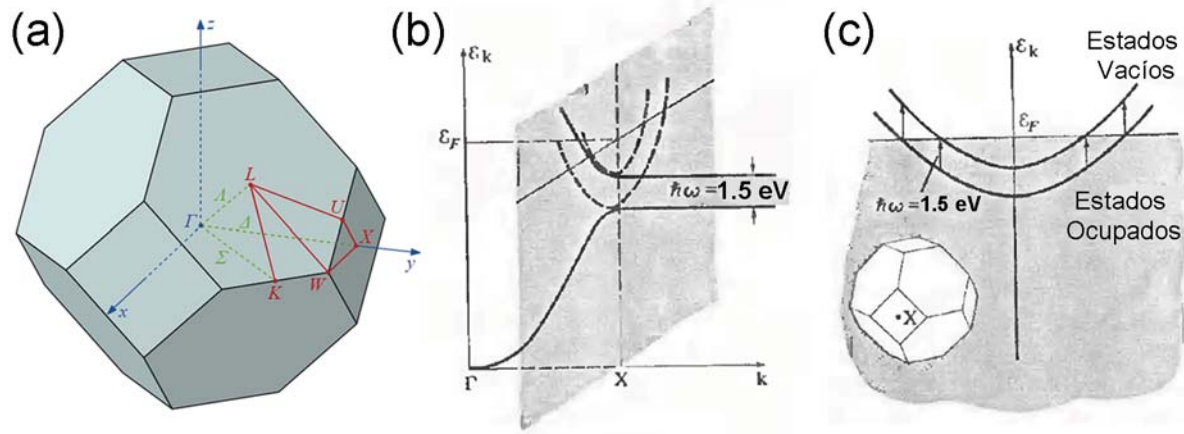 (a)
z
L
Λ
U
Γ
Δ
X
y
Σ
K
W
x
(b)
εk
εF
ħω = 1.5 eV
Γ
X
k
(c)
εk
Estados
Vacíos
εF
ħω = 1.5 eV
Estados
Ocupados
X